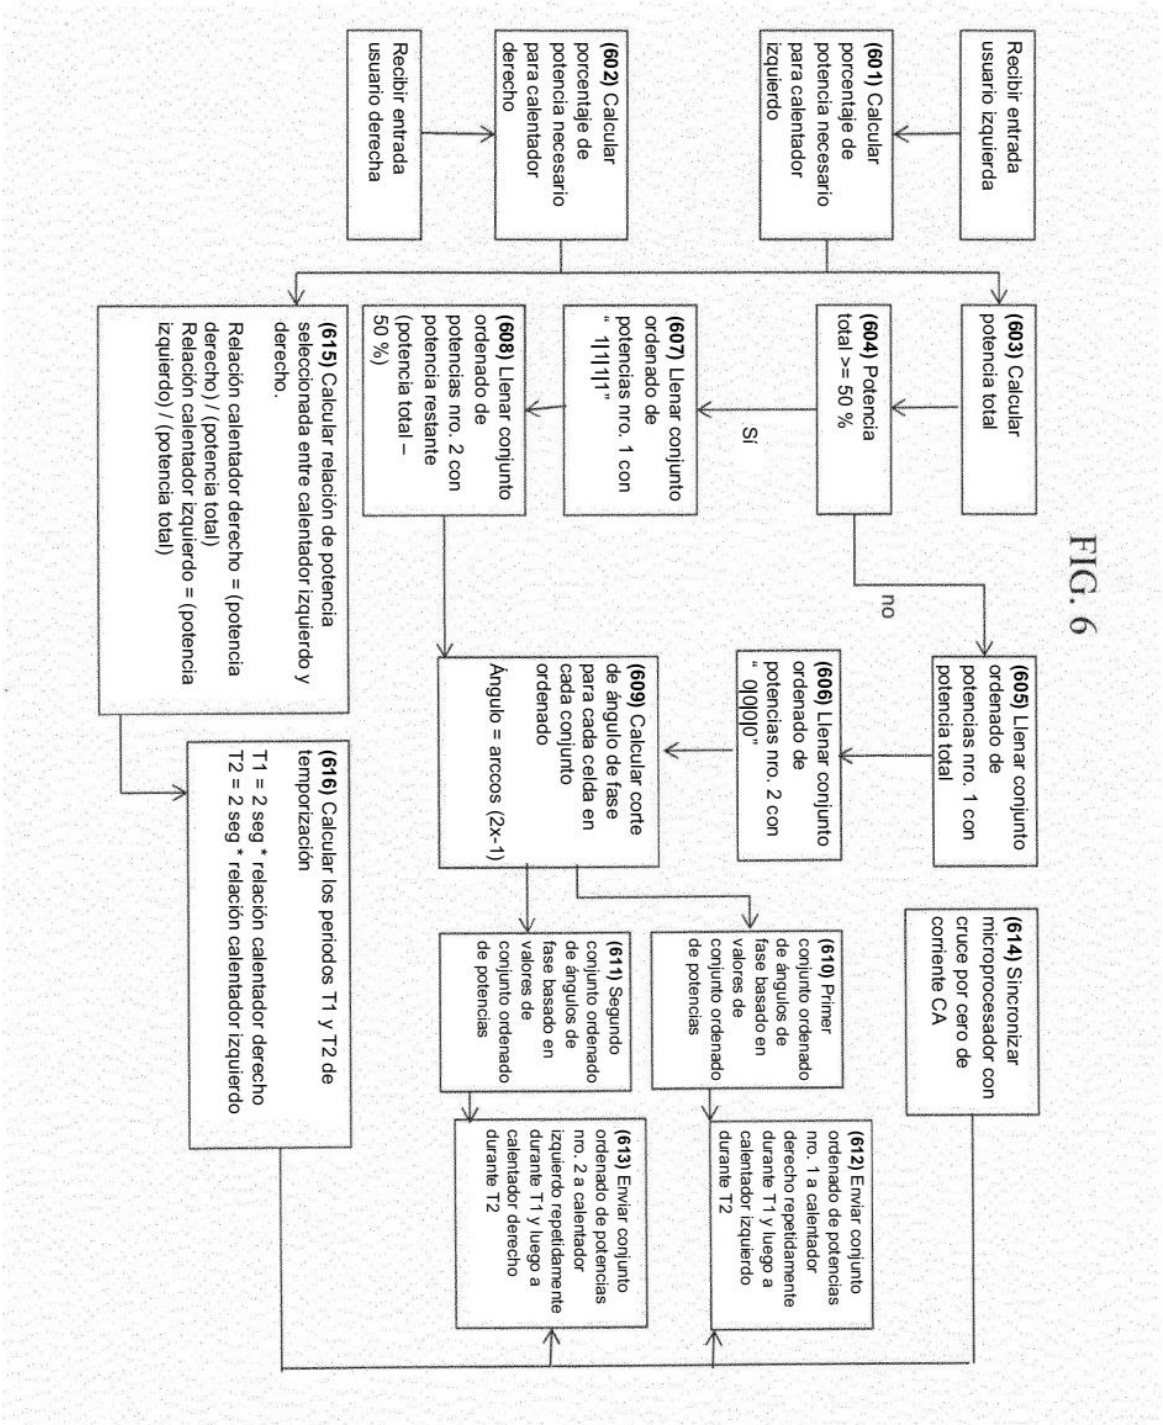 FIG. 6
Recibir entrada
usuario izquierda
(601) Calcular
porcentaje de
potencia necesario
para calentador
izquierdo
(602) Calcular
porcentaje de
potencia necesario
para calentador
derecho
Recibir entrada
usuario derecha
(603) Calcular
potencia total
(604) Potencia
total >= 50 %
Sí
no
(607) Llenar conjunto
ordenado de
potencias nro. 1 con
“ 1|1|1|1”
(608) Llenar conjunto
ordenado de
potencias nro. 2 con
potencia restante
(potencia total –
50 %)
(615) Calcular relación de potencia
seleccionada entre calentador izquierdo y
derecho.
Relación calentador derecho = (potencia
derecho) / (potencia total)
Relación calentador izquierdo = (potencia
izquierdo) / (potencia total)
(605) Llenar conjunto
ordenado de
potencias nro. 1 con
potencia total
(606) Llenar conjunto
ordenado de
potencias nro. 2 con
“ 0|0|0|0”
(609) Calcular corte
de ángulo de fase
para cada celda en
cada conjunto
ordenado
Ángulo = arccos (2x-1)
(616) Calcular los periodos T1 y T2 de
temporización
T1 = 2 seg * relación calentador derecho
T2 = 2 seg * relación calentador izquierdo
(614) Sincronizar
microprocesador con
cruce por cero de
corriente CA
(610) Primer
conjunto ordenado
de ángulos de
fase basado en
valores de
conjunto ordenado
de potencias
(611) Segundo
conjunto ordenado
de ángulos de
fase basado en
valores de
conjunto ordenado
de potencias
(612) Enviar conjunto
ordenado de potencias
nro. 1 a calentador
derecho repetidamente
durante T1 y luego a
calentador izquierdo
durante T2
(613) Enviar conjunto
ordenado de potencias
nro. 2 a calentador
izquierdo repetidamente
durante T1 y luego a
calentador derecho
durante T2